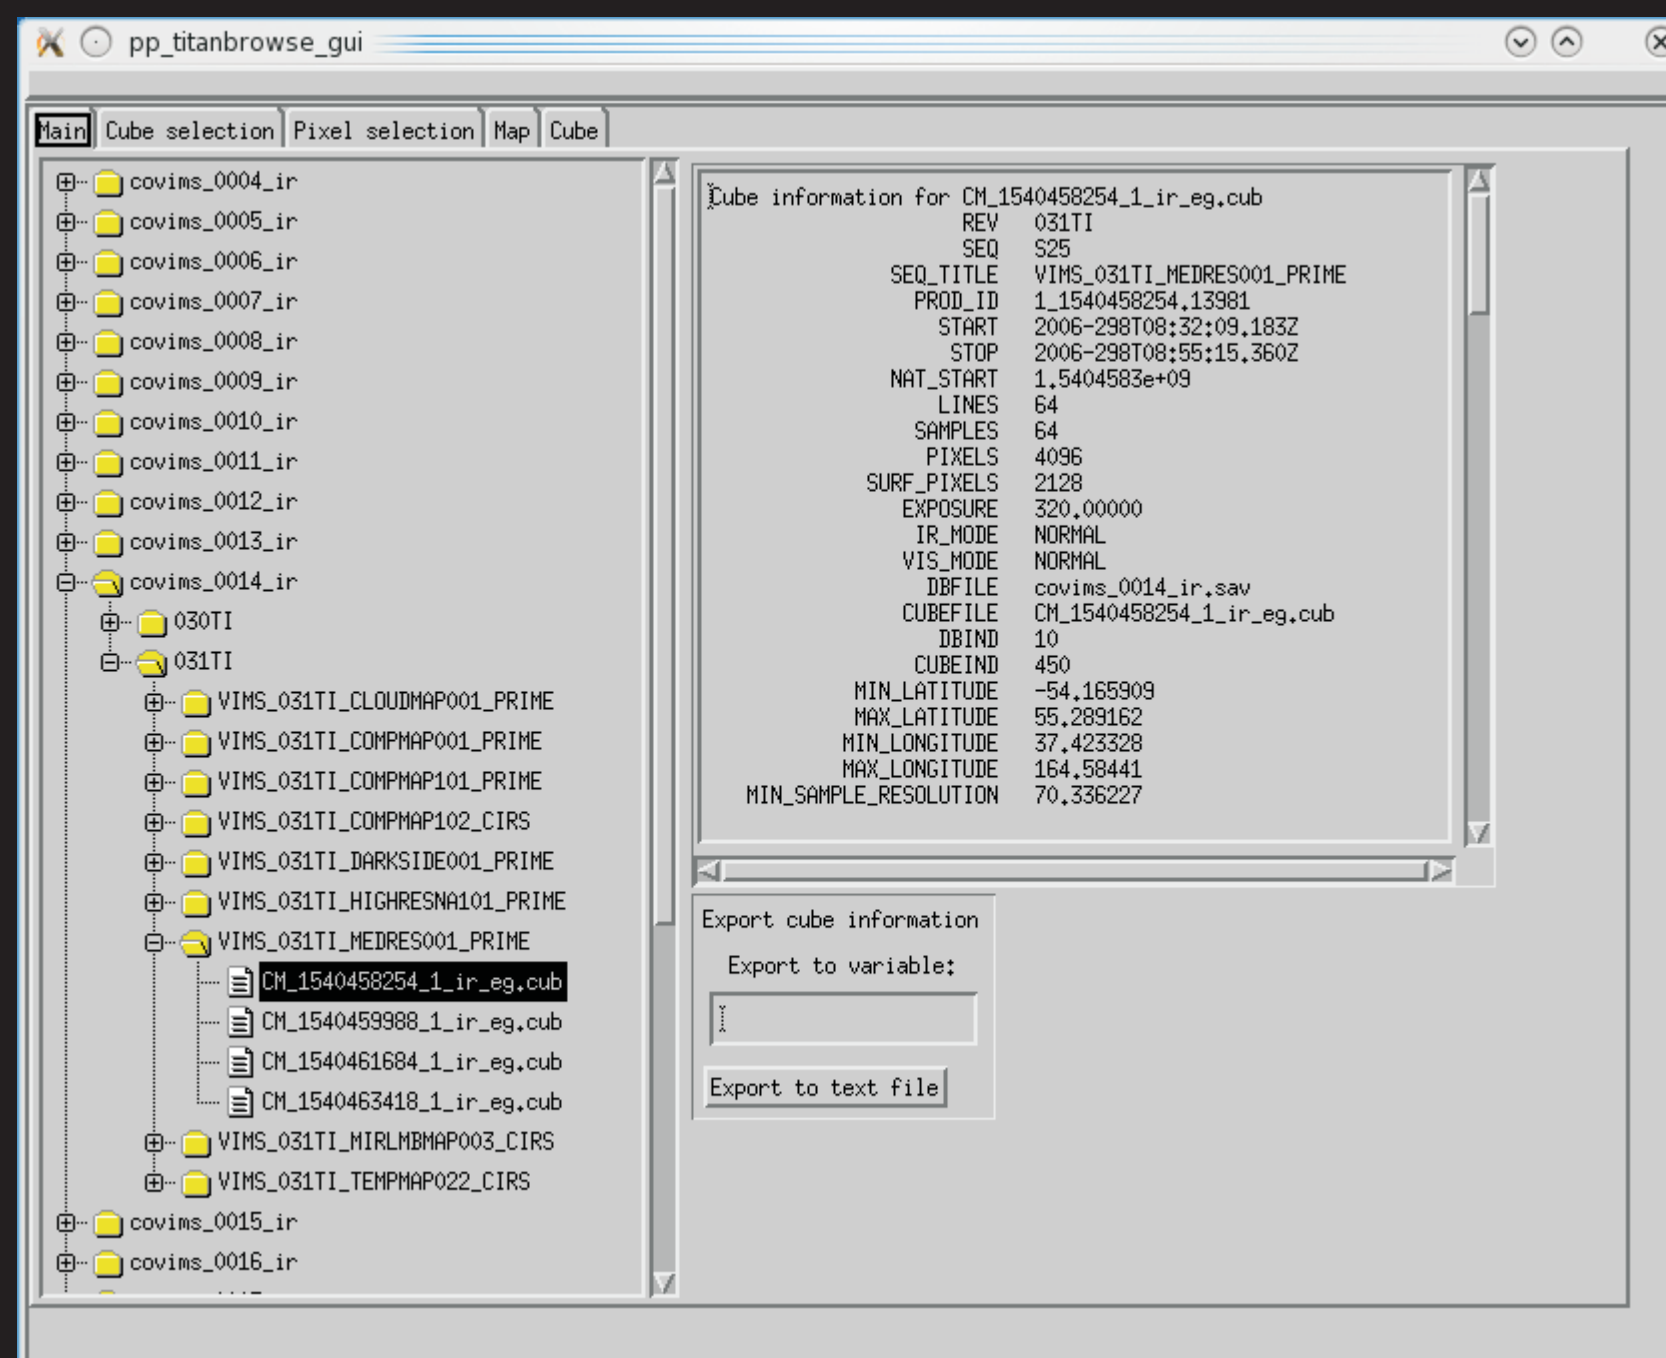 pp_titanbrowse_gui
Main Cube selection Pixel selection Map Cube
covims_0004_ir
covims_0005_ir
covims_0006_ir
covims_0007_ir
covims_0008_ir
covims_0009_ir
covims_0010_ir
covims_0011_ir
covims_0012_ir
covims_0013_ir
covims_0014_ir
030TI
031TI
VIMS_031TI_CLOUDMAP001_PRIME
VIMS_031TI_COMPMAP001_PRIME
VIMS_031TI_COMPMAP101_PRIME
VIMS_031TI_COMPMAP102_CIRS
VIMS_031TI_DARKSIDE001_PRIME
VIMS_031TI_HIGHRESNA101_PRIME
VIMS_031TI_MEDRES001_PRIME
CM_1540458254_1_ir_eg.cub
CM_1540459988_1_ir_eg.cub
CM_1540461684_1_ir_eg.cub
CM_1540463418_1_ir_eg.cub
VIMS_031TI_MIRLMBMAP003_CIRS
VIMS_031TI_TEMPMAP022_CIRS
covims_0015_ir
covims_0016_ir
Cube information for CM_1540458254_1_ir_eg.cub
REV 031TI
SEQ S25
SEQ_TITLE VIMS_031TI_MEDRES001_PRIME
PROD_ID 1_1540458254.13981
START 2006-298T08:32:09.183Z
STOP 2006-298T08:55:15.360Z
NAT_START 1.5404583e+09
LINES 64
SAMPLES 64
PIXELS 4096
SURF_PIXELS 2128
EXPOSURE 320.00000
IR_MODE NORMAL
VIS_MODE NORMAL
DBFILE covims_0014_ir.sav
CUBEFILE CM_1540458254_1_ir_eg.cub
DBIND 10
CUBEIND 450
MIN_LATITUDE -54.165909
MAX_LATITUDE 55.289162
MIN_LONGITUDE 37.423328
MAX_LONGITUDE 164.58441
MIN_SAMPLE_RESOLUTION 70.336227
Export cube information
Export to variable:
Export to text file